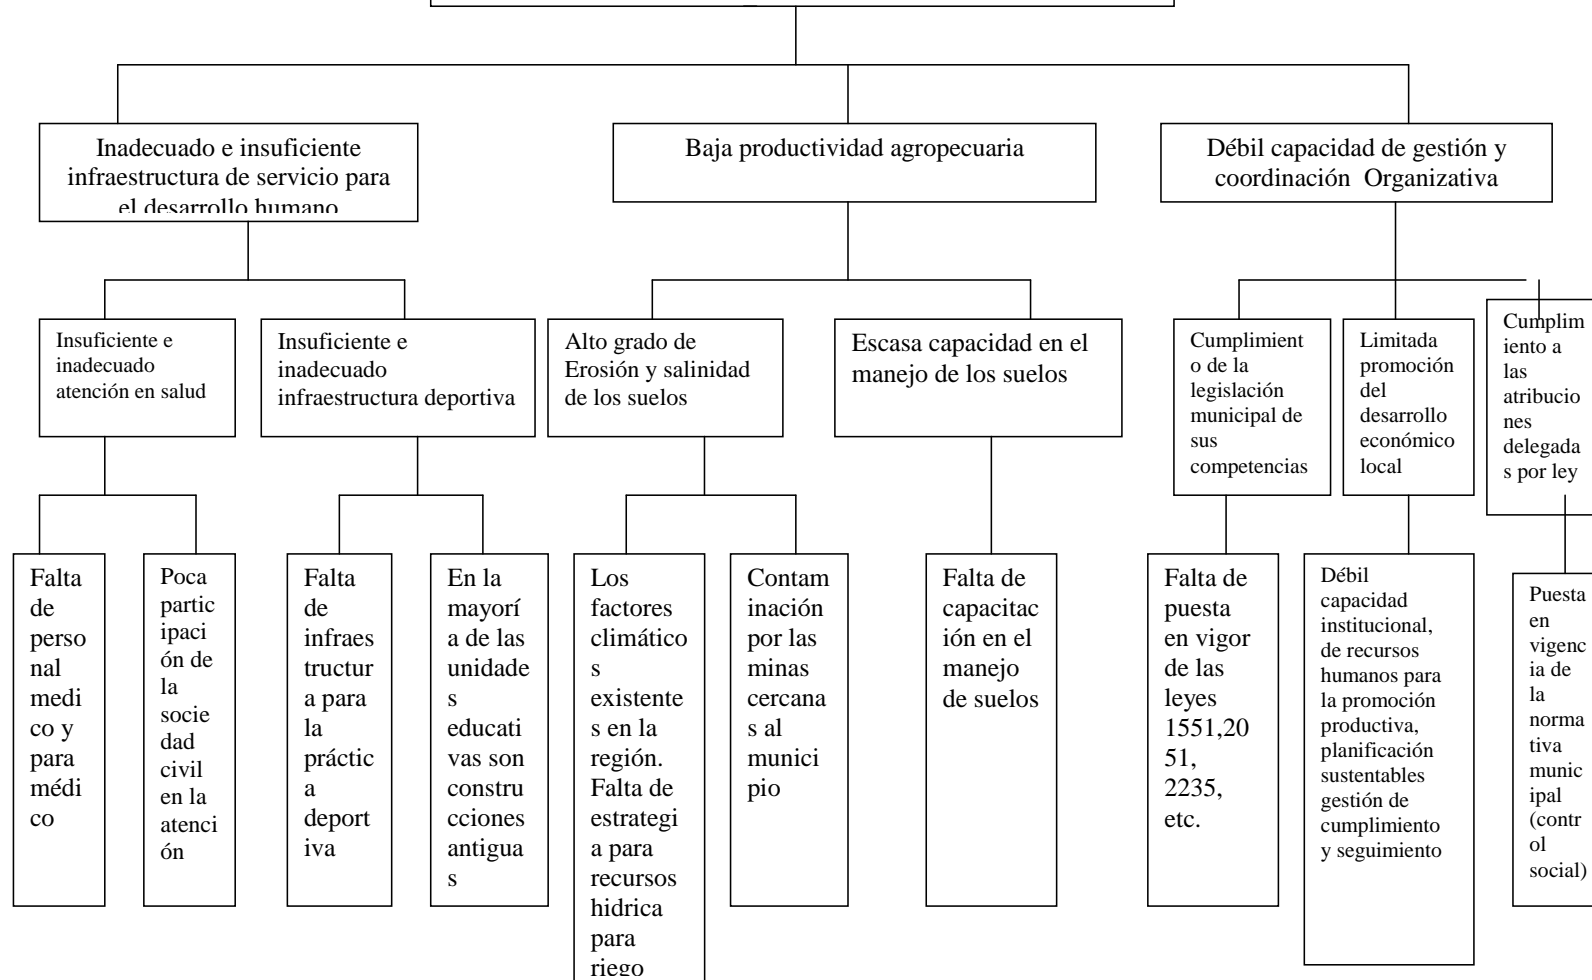 Inadecuado e insuficiente
infraestructura de servicio para
el desarrollo humano
Baja productividad agropecuaria
Débil capacidad de gestión y
coordinación Organizativa
Insuficiente e
inadecuado
atención en salud
Insuficiente e
inadecuado
infraestructura deportiva
Alto grado de
Erosión y salinidad
de los suelos
Escasa capacidad en el
manejo de los suelos
Cumplimient
o de la
legislación
municipal de
sus
competencias
Limitada
promoción
del
desarrollo
económico
local
Cumplim
iento a
las
atribucio
nes
delegada
s por ley
Falta
de
perso
nal
medi
co y
para
médi
co
Poca
partic
ipaci
ón de
la
socie
dad
civil
en la
atenci
ón
Falta
de
infraes
tructur
a para
la
práctic
a
deport
iva
En la
mayorí
a de las
unidade
s
educati
vas son
constru
cciones
antigua
s
Los
factores
climático
s
existente
s en la
región.
Falta de
estrategi
a para
recursos
hidrica
para
riego
Contam
inación
por las
minas
cercana
s al
munici
pio
Falta de
capacitac
ión en el
manejo
de suelos
Falta de
puesta
en vigor
de las
leyes
1551,20
51,
2235,
etc.
Débil
capacidad
institucional,
de recursos
humanos para
la promoción
productiva,
planificación
sustentables
gestión de
cumplimiento
y seguimiento
Puesta
en
vigenc
ia de
la
norma
tiva
munic
ipal
(contr
ol
social)